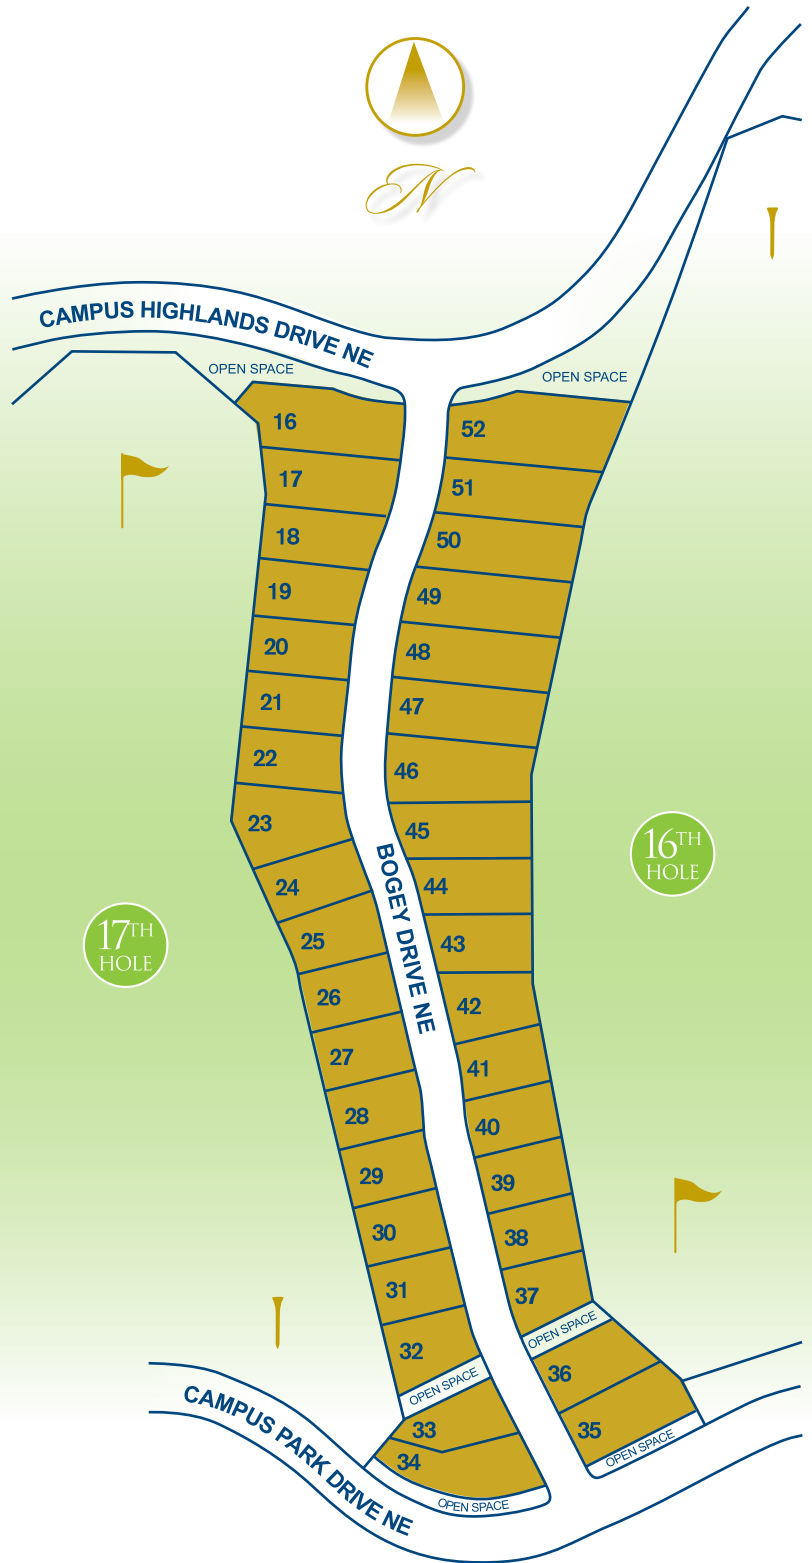 N
CAMPUS HIGHLANDS DRIVE NE
OPEN SPACE
OPEN SPACE
16
52
17
51
18
50
19
49
20
48
21
47
22
46
23
45
16TH
HOLE
24
44
BOGEY DRIVE NE
17TH
HOLE
25
43
26
42
27
41
28
40
29
39
30
38
31
37
32
OPEN SPACE
36
OPEN SPACE
33
35
34
OPEN SPACE
OPEN SPACE
CAMPUS PARK DRIVE NE